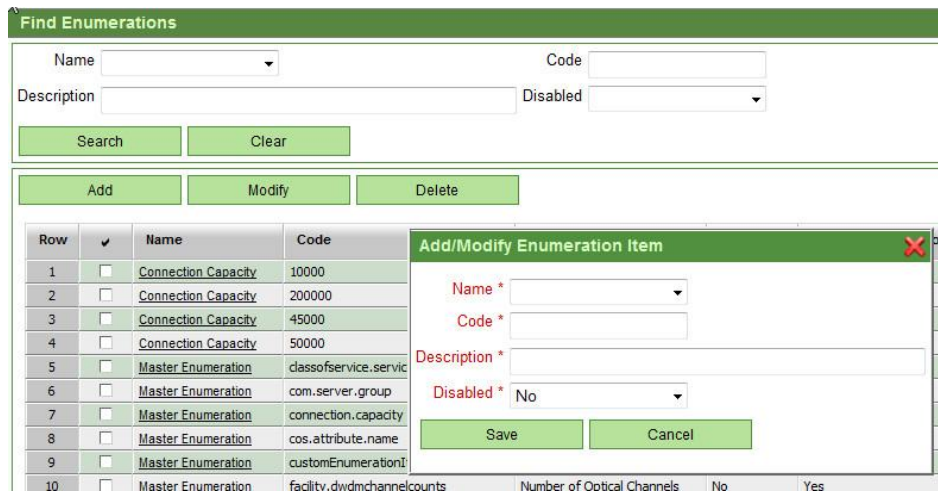 Find Enumerations
Name Code
Description Disabled
Search Clear
Add Modify Delete
Row ✔ Name Code
Add/Modify Enumeration Item
1 Connection Capacity 10000
2 Connection Capacity 200000
3 Connection Capacity 45000
4 Connection Capacity 50000
5 Master Enumeration
6 Master Enumeration com.server.group
7 Master Enumeration connection.capacity
8 Master Enumeration cos.attribute.name
9 Master Enumeration
10 Master Enumeration facility.dwdmchannelcounts Number of Optical Channels No Yes
Name *
Code *
Description *
Disabled * No
Save Cancel